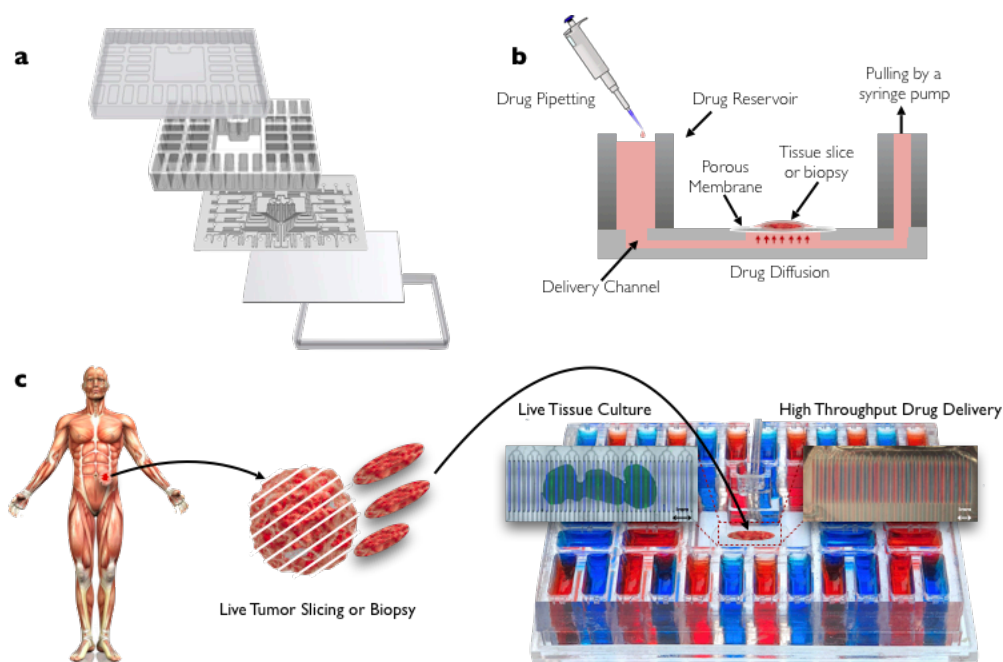 a
b
Drug Pipetting
Drug Reservoir
Pulling by a
syringe pump
Porous
Membrane
Tissue slice
or biopsy
Delivery Channel
Drug Diffusion
c
Live Tissue Culture
High Throughput Drug Delivery
Live Tumor Slicing or Biopsy